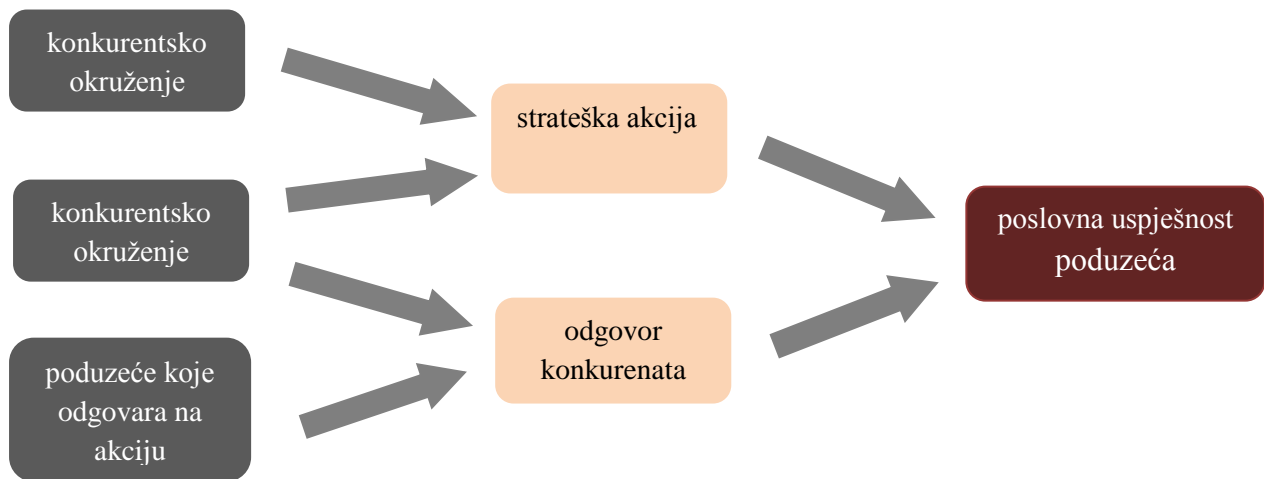 konkurentsko
okruženje
strateška akcija
konkurentsko
okruženje
poslovna uspješnost
poduzeća
odgovor
konkurenata
poduzeće koje
odgovara na
akciju